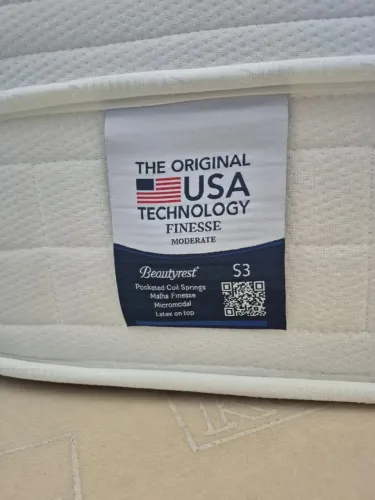 THE ORIGINAL
USA
TECHNOLOGY
FINESSE
MODERATE
Beautyrest® S3
Pocketed Coil Springs
Malha Finesse
Micromodal
Latex on top